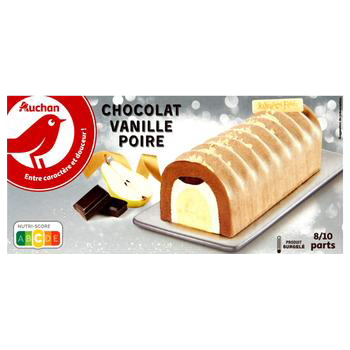 Auchan
Entre caractère et douceur !
CHOCOLAT
VANILLE
POIRE
NUTRI-SCORE
A B C D E
PRODUIT
SURGELÉ
8/10
parts